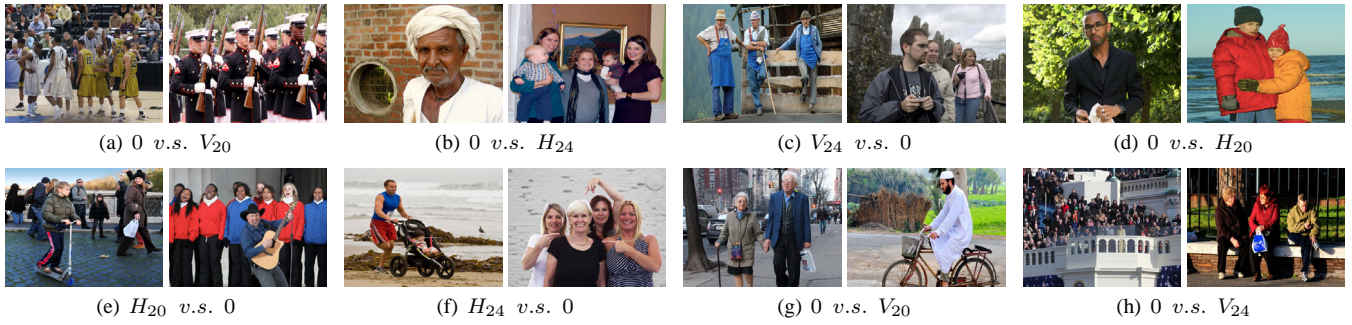 (a) 0 v.s. V20
(b) 0 v.s. H24
(c) V24 v.s. 0
(d) 0 v.s. H20
(e) H20 v.s. 0
(f) H24 v.s. 0
(g) 0 v.s. V20
(h) 0 v.s. V24